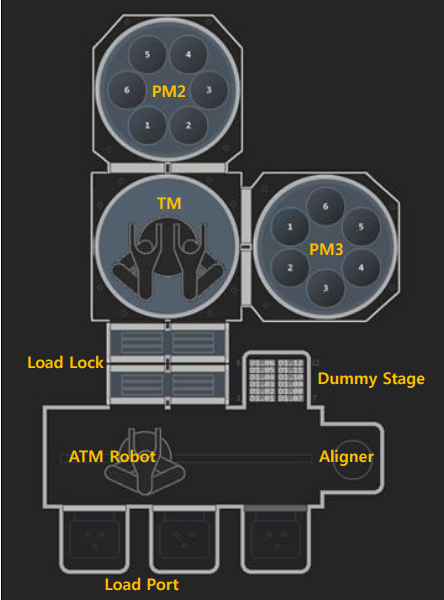 5 4
6 PM2 3
1 2
TM
6
1 5
PM3
2 4
3
Load Lock
Dummy Stage
ATM Robot
Aligner
Load Port